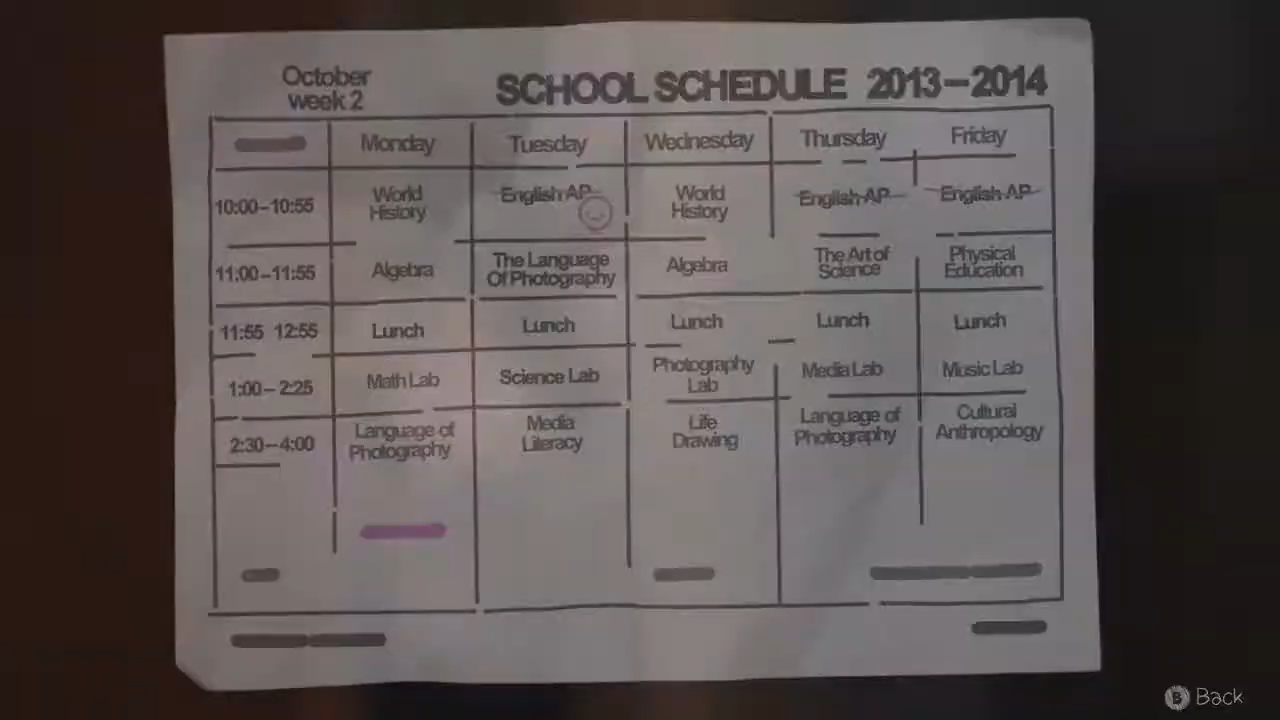 October
week 2
SCHOOL SCHEDULE 2013–2014
Monday Tuesday Wednesday Thursday Friday
10:00–10:55 World History English AP World History English AP English AP
11:00–11:55 Algebra The Language Of Photography Algebra The Art of Science Physical Education
11:55 12:55 Lunch Lunch Lunch Lunch Lunch
1:00–2:25 Math Lab Science Lab Photography Lab Media Lab Music Lab
2:30–4:00 Language of Photography Media Literacy Life Drawing Language of Photography Cultural Anthropology
B Back